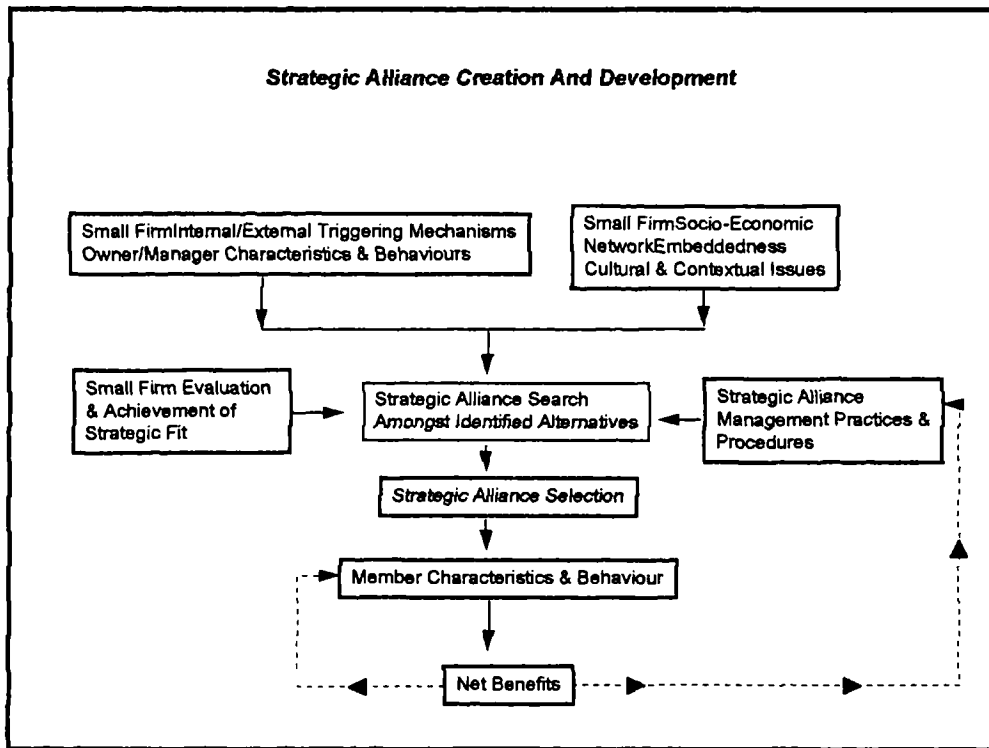 Strategic Alliance Creation And Development
Small FirmInternal/External Triggering Mechanisms
Owner/Manager Characteristics & Behaviours
Small FirmSocio-Economic
NetworkEmbeddedness
Cultural & Contextual Issues
Small Firm Evaluation
& Achievement of
Strategic Fit
Strategic Alliance Search
Amongst Identified Alternatives
Strategic Alliance
Management Practices &
Procedures
Strategic Alliance Selection
Member Characteristics & Behaviour
Net Benefits